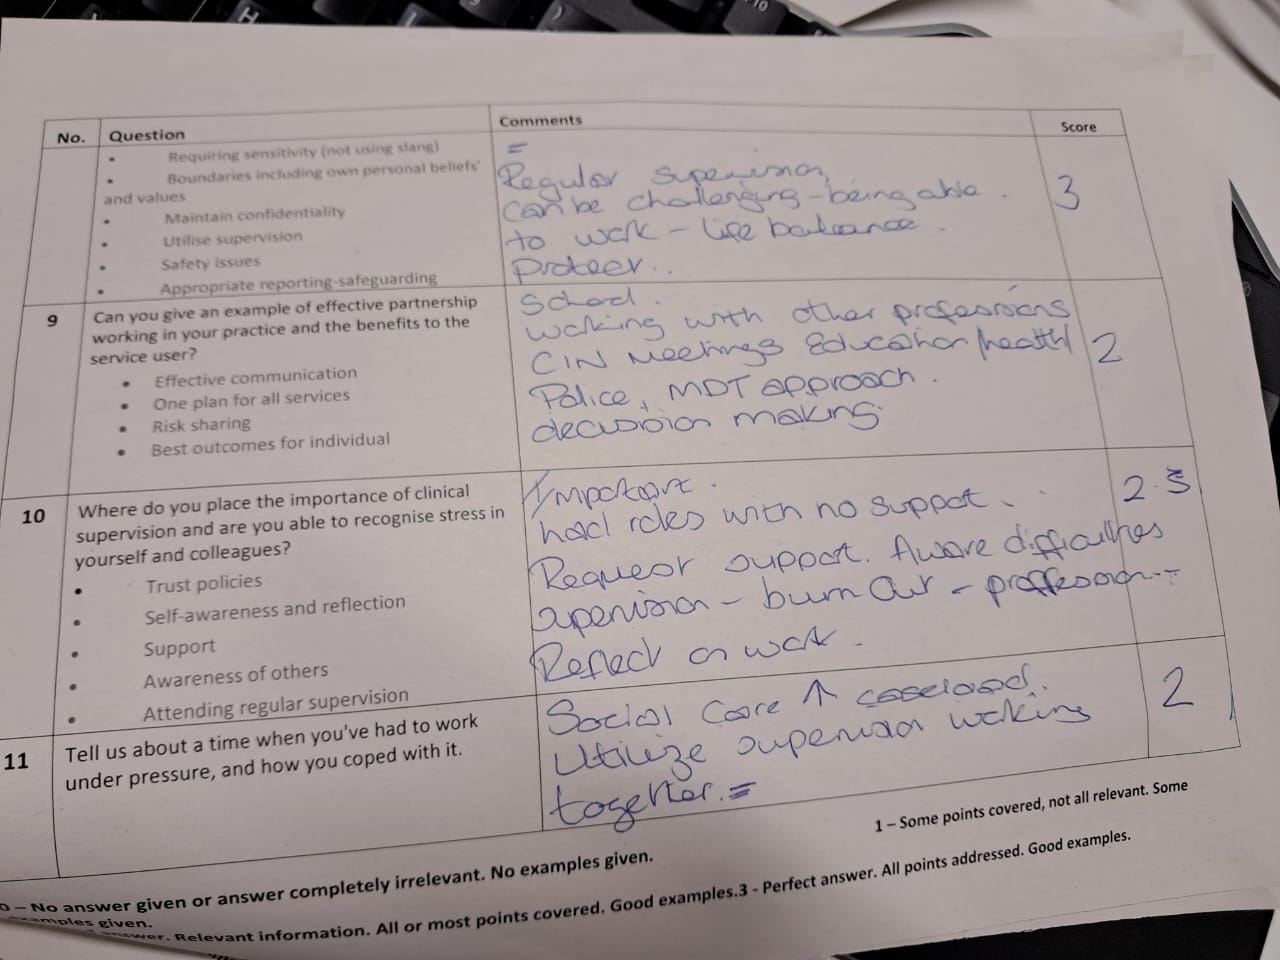 No. Question Comments Score
• Requiring sensitivity (not using slang)
• Boundaries including own personal beliefs'
and values
• Maintain confidentiality
• Utilise supervision
• Safety issues
• Appropriate reporting-safeguarding
=
Regular supervision
can be challenging - being able
to work - life balance.
3
9 Can you give an example of effective partnership
working in your practice and the benefits to the
service user?
• Effective communication
• One plan for all services
• Risk sharing
• Best outcomes for individual
School.
working with other professions
CIN Meetings Education/health/
Police, MDT approach.
decision making
2
10 Where do you place the importance of clinical
supervision and are you able to recognise stress in
yourself and colleagues?
• Trust policies
• Self-awareness and reflection
• Support
• Awareness of others
• Attending regular supervision
Important.
had roles with no support.
Request support. Aware difficulties
supervision - burn out -
Reflect on work.
2.5
11 Tell us about a time when you've had to work
under pressure, and how you coped with it.
Social Care ↑ caseload.
Utilize supervision working
together. =
2
0 – No answer given or answer completely irrelevant. No examples given.
1 – Some points covered, not all relevant. Some
examples given.
answer. Relevant information. All or most points covered. Good examples.3 - Perfect answer. All points addressed. Good examples.